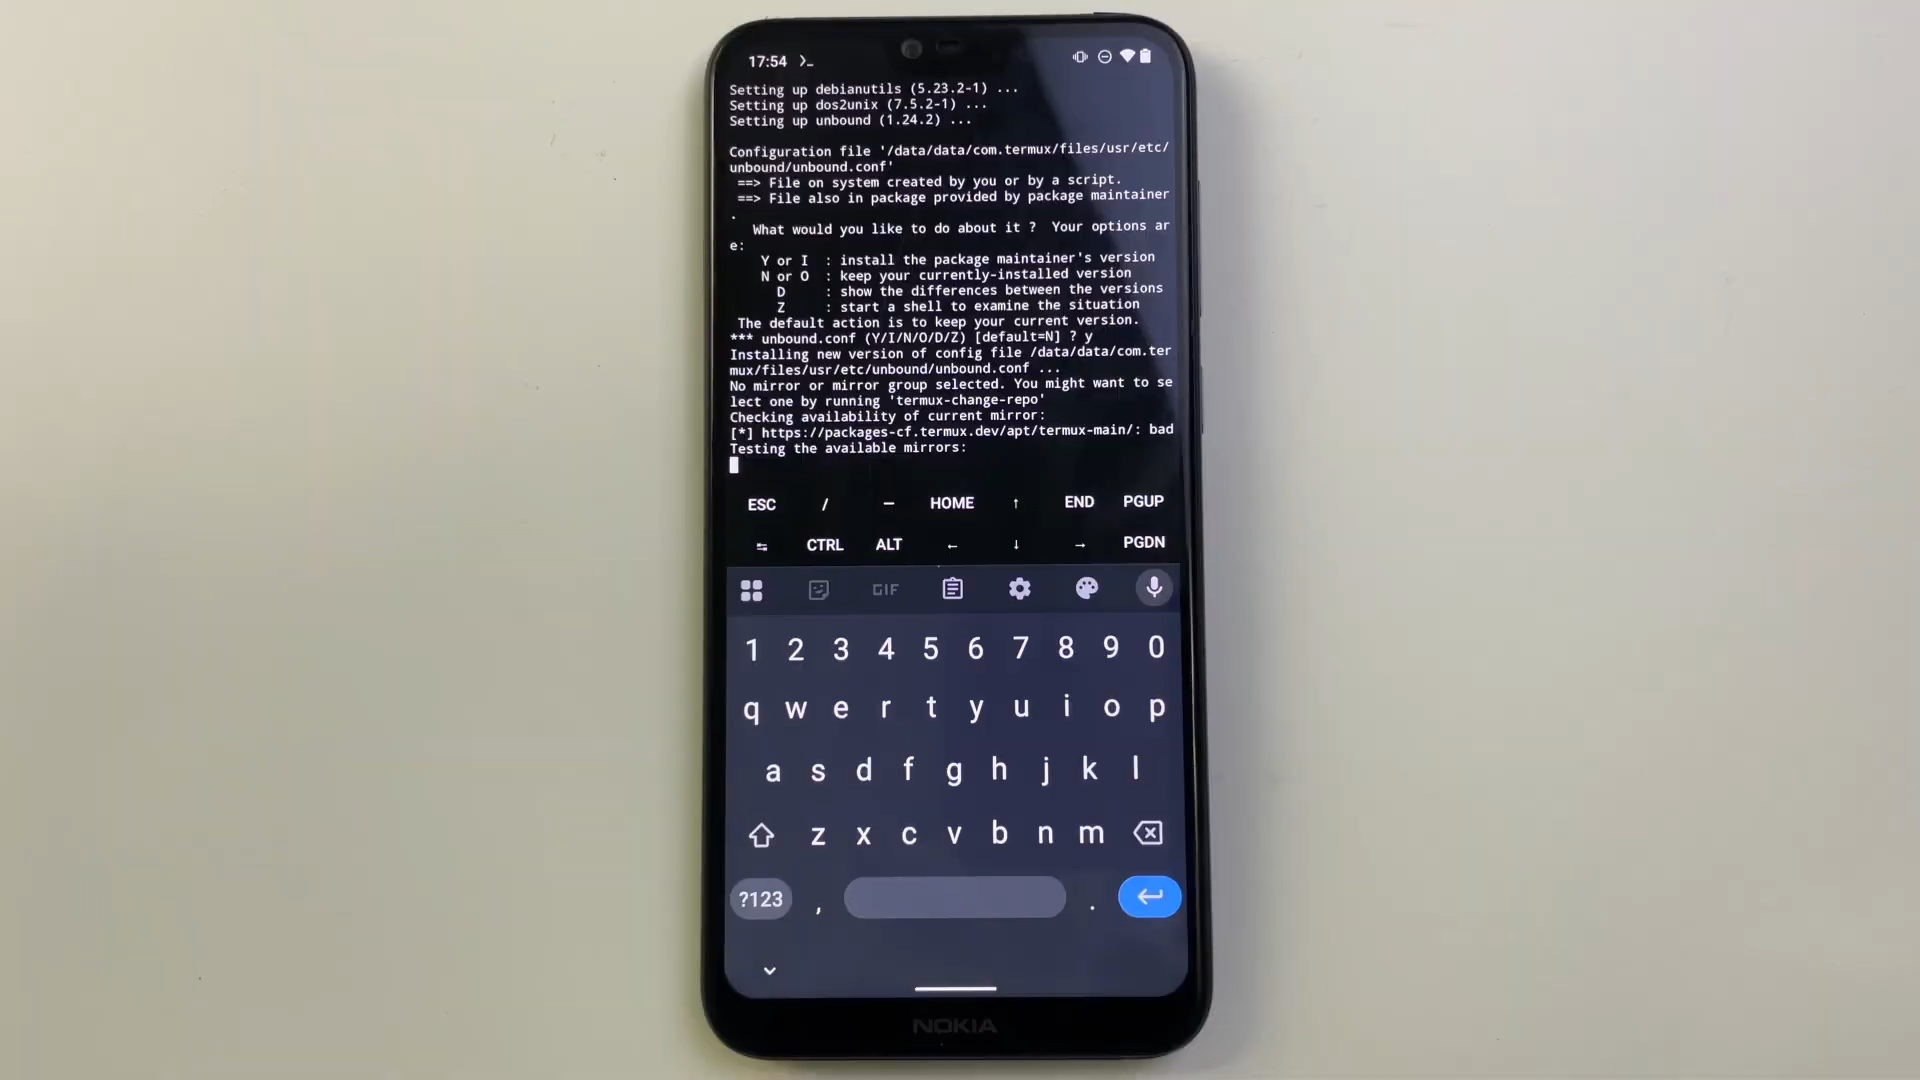 17:54 >_
Setting up debianutils (5.23.2-1) ...
Setting up dos2unix (7.5.2-1) ...
Setting up unbound (1.24.2) ...
Configuration file '/data/data/com.termux/files/usr/etc/
unbound/unbound.conf'
==> File on system created by you or by a script.
==> File also in package provided by package maintainer
.
What would you like to do about it ?  Your options ar
e:
Y or I  : install the package maintainer's version
N or O  : keep your currently-installed version
D     : show the differences between the versions
Z     : start a shell to examine the situation
The default action is to keep your current version.
*** unbound.conf (Y/I/N/O/D/Z) [default=N] ? y
Installing new version of config file /data/data/com.ter
mux/files/usr/etc/unbound/unbound.conf ...
No mirror or mirror group selected. You might want to se
lect one by running 'termux-change-repo'
Checking availability of current mirror:
[*] https://packages-cf.termux.dev/apt/termux-main/: bad
Testing the available mirrors:
ESC / — HOME ↑ END PGUP
⇆ CTRL ALT ← ↓ → PGDN
GIF
1 2 3 4 5 6 7 8 9 0
q w e r t y u i o p
a s d f g h j k l
z x c v b n m
?123 , .
NOKIA